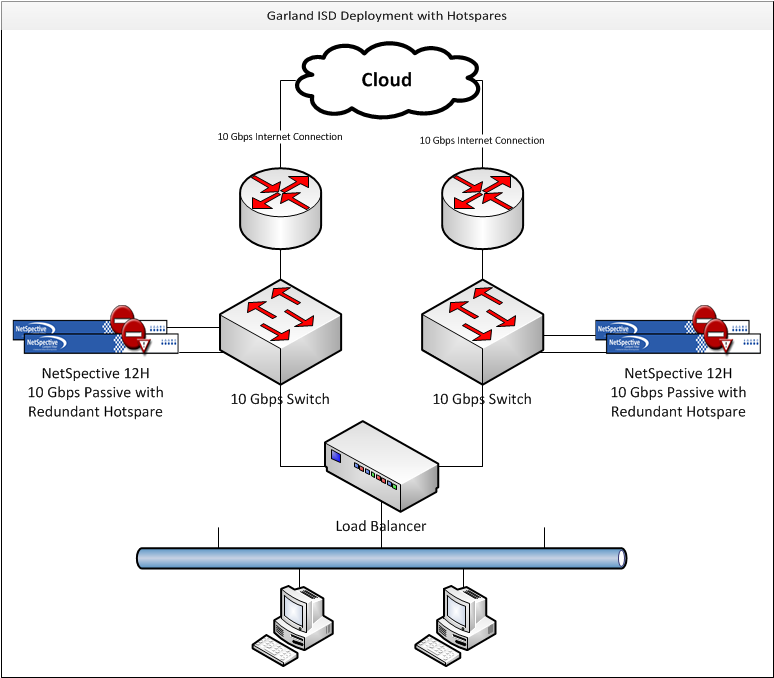 Garland ISD Deployment with Hotspares
Cloud
10 Gbps Internet Connection
10 Gbps Internet Connection
NetSpective
NetSpective
NetSpective
NetSpective
NetSpective 12H
10 Gbps Passive with
Redundant Hotspare
10 Gbps Switch
10 Gbps Switch
NetSpective 12H
10 Gbps Passive with
Redundant Hotspare
Load Balancer